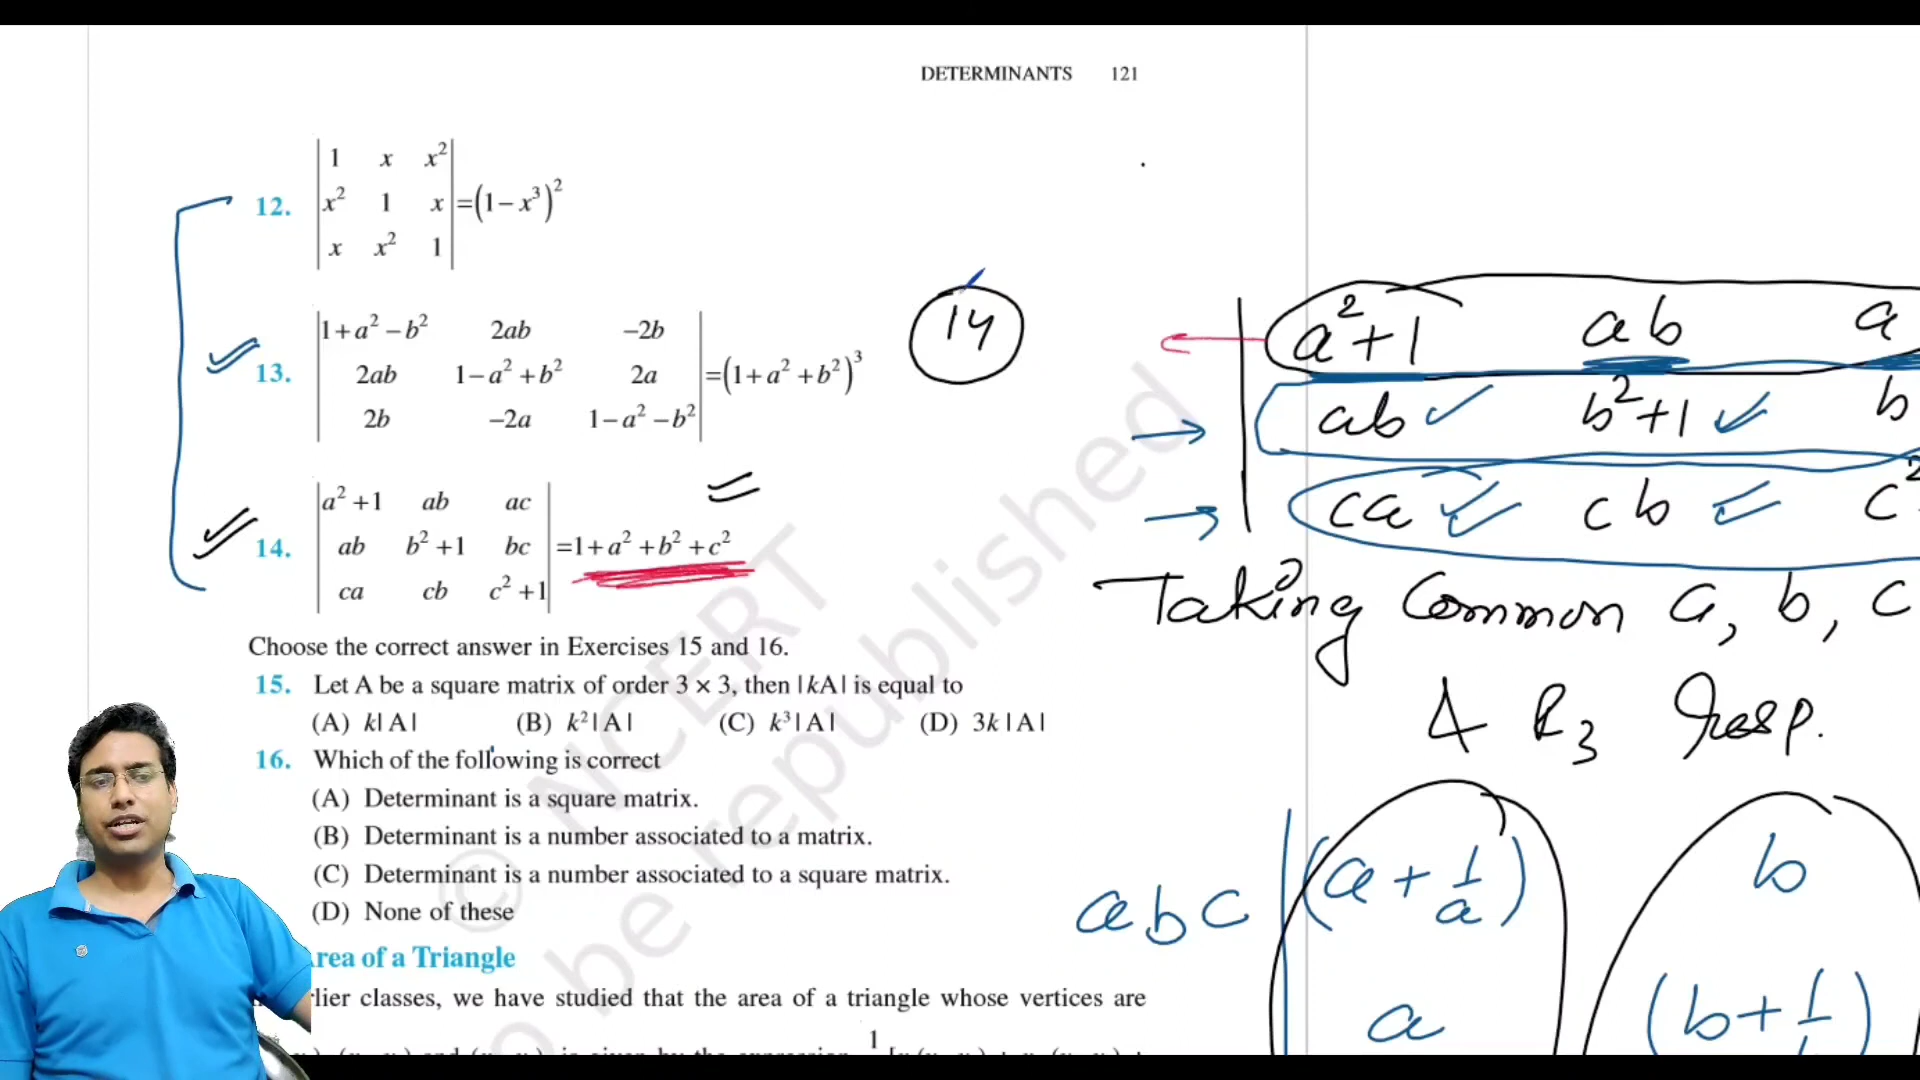 DETERMINANTS 121
12. | 1 x x² |
| x² 1 x | = (1 – x³)²
| x x² 1 |
13. | 1+a² – b² 2ab –2b |
| 2ab 1– a² + b² 2a | = (1 + a² + b²)³
| 2b –2a 1– a² – b² |
14. | a² +1 ab ac |
| ab b² +1 bc | =1+ a² + b² + c²
| ca cb c² +1 |
Choose the correct answer in Exercises 15 and 16.
15. Let A be a square matrix of order 3 × 3, then |kA| is equal to
(A) k|A| (B) k²|A| (C) k³|A| (D) 3k|A|
16. Which of the following is correct
(A) Determinant is a square matrix.
(B) Determinant is a number associated to a matrix.
(C) Determinant is a number associated to a square matrix.
(D) None of these
rea of a Triangle
rlier classes, we have studied that the area of a triangle whose vertices are
1
© NCERT
be republished
14
a²+1 ab a
ab b²+1 b
ca cb c²
Taking Common a, b, c
& R₃ resp.
abc | (a + 1/a) b
a (b + 1/